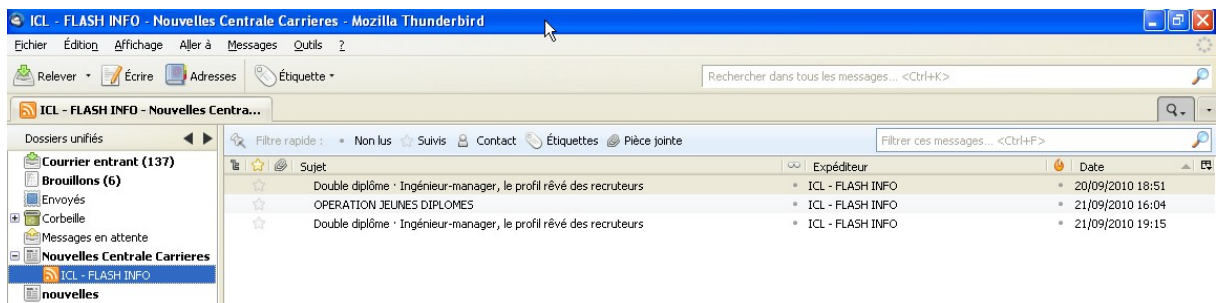 ICL - FLASH INFO - Nouvelles Centrale Carrieres - Mozilla Thunderbird
Fichier Édition Affichage Aller à Messages Outils ?
Relever Écrire Adresses Étiquette Rechercher dans tous les messages... <Ctrl+K>
ICL - FLASH INFO - Nouvelles Centra...
Dossiers unifiés Filtre rapide : Non lus Suivis Contact Étiquettes Pièce jointe Filtrer ces messages... <Ctrl+F>
Courrier entrant (137) Sujet Expéditeur Date
Brouillons (6) Double diplôme · Ingénieur-manager, le profil rêvé des recruteurs ICL - FLASH INFO 20/09/2010 18:51
Envoyés OPERATION JEUNES DIPLOMES ICL - FLASH INFO 21/09/2010 16:04
Corbeille Double diplôme · Ingénieur-manager, le profil rêvé des recruteurs ICL - FLASH INFO 21/09/2010 19:15
Messages en attente
Nouvelles Centrale Carrieres
ICL - FLASH INFO
nouvelles